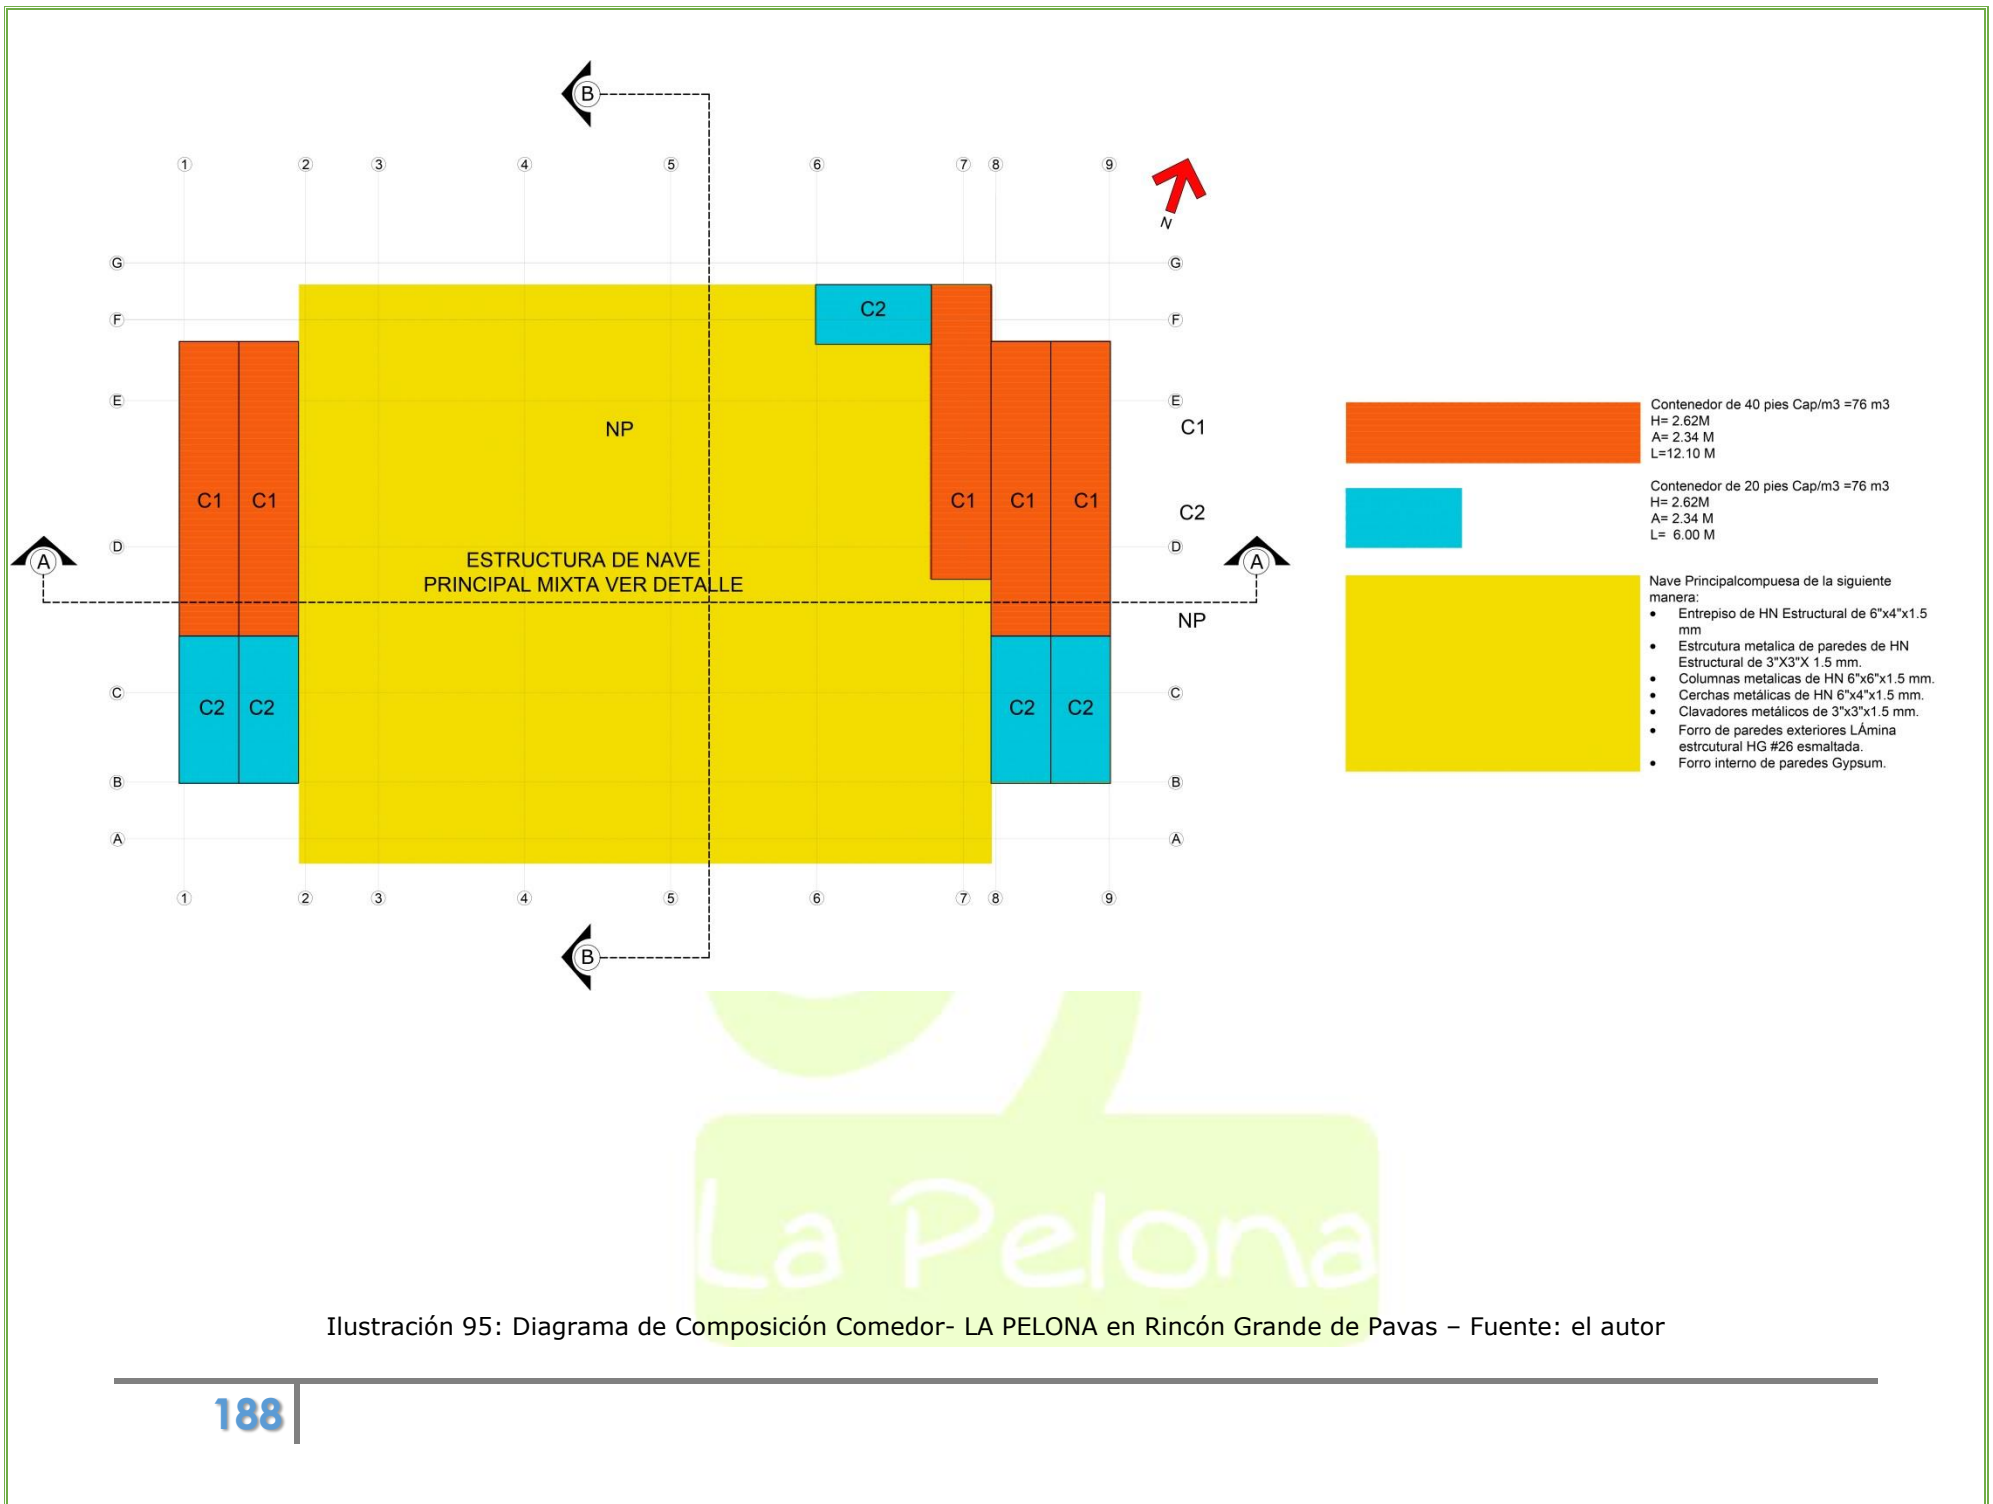 B
1 2 3 4 5 6 7 8 9
N
G G
F F
C2
E E
NP
C1
C1 C1 C1 C1 C1
C2
D D
A A
ESTRUCTURA DE NAVE
PRINCIPAL MIXTA VER DETALLE
NP
C C
C2 C2 C2 C2
B B
A A
1 2 3 4 5 6 7 8 9
B
Contenedor de 40 pies Cap/m3 =76 m3
H= 2.62M
A= 2.34 M
L=12.10 M
Contenedor de 20 pies Cap/m3 =76 m3
H= 2.62M
A= 2.34 M
L= 6.00 M
Nave Principalcompuesa de la siguiente
manera:
• Entrepiso de HN Estructural de 6"x4"x1.5
mm
• Estrcutura metalica de paredes de HN
Estructural de 3"X3"X 1.5 mm.
• Columnas metalicas de HN 6"x6"x1.5 mm.
• Cerchas metálicas de HN 6"x4"x1.5 mm.
• Clavadores metálicos de 3"x3"x1.5 mm.
• Forro de paredes exteriores LÁmina
estrcutural HG #26 esmaltada.
• Forro interno de paredes Gypsum.
La Pelona
Ilustración 95: Diagrama de Composición Comedor- LA PELONA en Rincón Grande de Pavas – Fuente: el autor
188